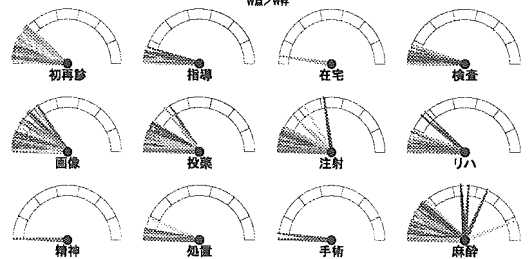 初再診 指導 在宅 検査
画像 投薬 注射 リハ
精神 処置 手術 麻酔